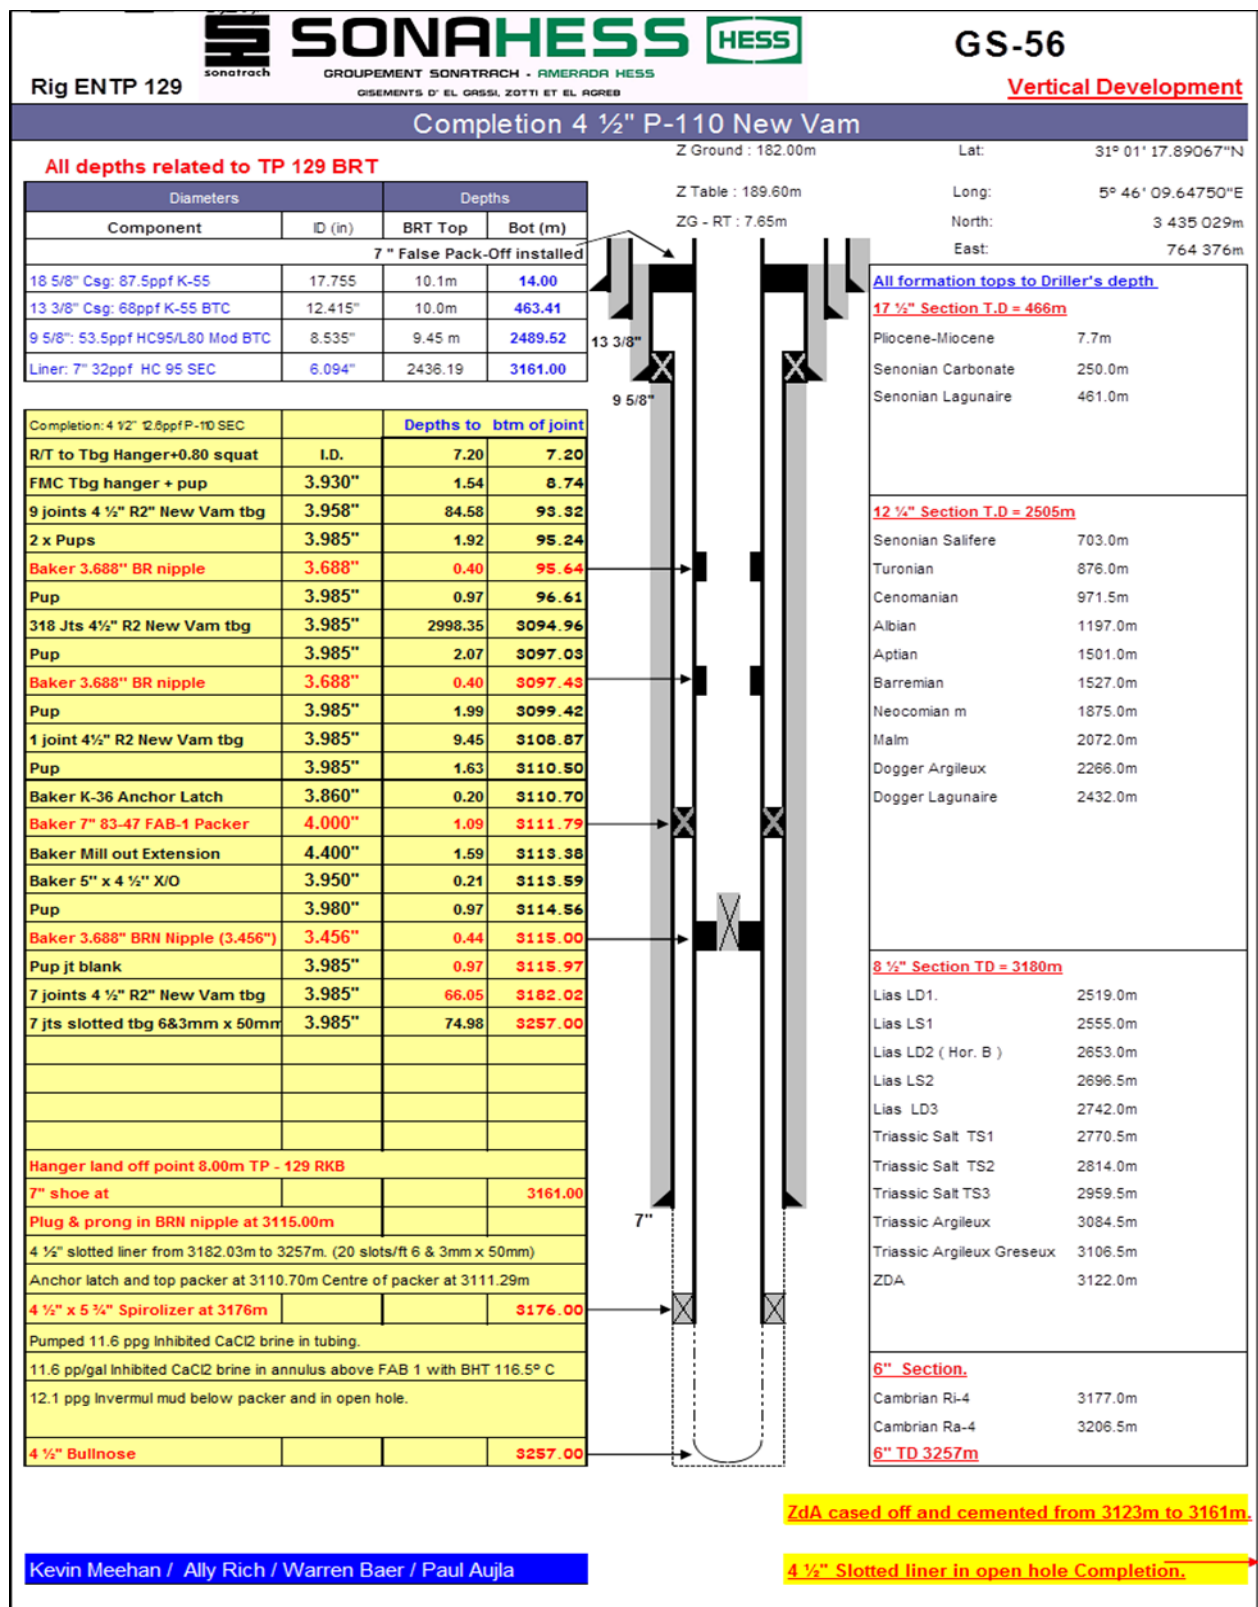 SONAHESS HESS
sonatrach
GROUPEMENT SONATRACH - AMERADA HESS
GISEMENTS D' EL GASSI, ZOTTI ET EL AGREB
GS-56
Rig ENTP 129
Vertical Development
Completion 4 ½" P-110 New Vam
All depths related to TP 129 BRT
Z Ground : 182.00m
Lat: 31º 01' 17.89067"N
Z Table : 189.60m
Long: 5º 46' 09.64750"E
ZG - RT : 7.65m
North: 3 435 029m
East: 764 376m
Diameters Depths
Component ID (in) BRT Top Bot (m)
7 " False Pack-Off installed
18 5/8" Csg: 87.5ppf K-55 17.755 10.1m 14.00
13 3/8" Csg: 68ppf K-55 BTC 12.415" 10.0m 463.41
9 5/8": 53.5ppf HC95/L80 Mod BTC 8.535" 9.45 m 2489.52
Liner: 7" 32ppf HC 95 SEC 6.094" 2436.19 3161.00
Completion: 4 1/2" 12.6ppf P-110 SEC Depths to btm of joint
R/T to Tbg Hanger+0.80 squat I.D. 7.20 7.20
FMC Tbg hanger + pup 3.930" 1.54 8.74
9 joints 4 ½" R2" New Vam tbg 3.958" 84.58 93.32
2 x Pups 3.985" 1.92 95.24
Baker 3.688" BR nipple 3.688" 0.40 95.64
Pup 3.985" 0.97 96.61
318 Jts 4½" R2 New Vam tbg 3.985" 2998.35 3094.96
Pup 3.985" 2.07 3097.03
Baker 3.688" BR nipple 3.688" 0.40 3097.43
Pup 3.985" 1.99 3099.42
1 joint 4½" R2 New Vam tbg 3.985" 9.45 3108.87
Pup 3.985" 1.63 3110.50
Baker K-36 Anchor Latch 3.860" 0.20 3110.70
Baker 7" 83-47 FAB-1 Packer 4.000" 1.09 3111.79
Baker Mill out Extension 4.400" 1.59 3113.38
Baker 5" x 4 ½" X/O 3.950" 0.21 3113.59
Pup 3.980" 0.97 3114.56
Baker 3.688" BRN Nipple (3.456") 3.456" 0.44 3115.00
Pup jt blank 3.985" 0.97 3115.97
7 joints 4 ½" R2" New Vam tbg 3.985" 66.05 3182.02
7 jts slotted tbg 6&3mm x 50mm 3.985" 74.98 3257.00
Hanger land off point 8.00m TP - 129 RKB
7" shoe at 3161.00
Plug & prong in BRN nipple at 3115.00m
4 ½" slotted liner from 3182.03m to 3257m. (20 slots/ft 6 & 3mm x 50mm)
Anchor latch and top packer at 3110.70m Centre of packer at 3111.29m
4 ½" x 5 ¾" Spirolizer at 3176m 3176.00
Pumped 11.6 ppg Inhibited CaCl2 brine in tubing.
11.6 pp/gal Inhibited CaCl2 brine in annulus above FAB 1 with BHT 116.5º C
12.1 ppg Invermul mud below packer and in open hole.
4 ½" Bullnose 3257.00
13 3/8"
9 5/8"
7"
All formation tops to Driller's depth
17 ½" Section T.D = 466m
Pliocene-Miocene 7.7m
Senonian Carbonate 250.0m
Senonian Lagunaire 461.0m
12 ¼" Section T.D = 2505m
Senonian Salifere 703.0m
Turonian 876.0m
Cenomanian 971.5m
Albian 1197.0m
Aptian 1501.0m
Barremian 1527.0m
Neocomian m 1875.0m
Malm 2072.0m
Dogger Argileux 2266.0m
Dogger Lagunaire 2432.0m
8 ½" Section TD = 3180m
Lias LD1. 2519.0m
Lias LS1 2555.0m
Lias LD2 ( Hor. B ) 2653.0m
Lias LS2 2696.5m
Lias LD3 2742.0m
Triassic Salt TS1 2770.5m
Triassic Salt TS2 2814.0m
Triassic Salt TS3 2959.5m
Triassic Argileux 3084.5m
Triassic Argileux Greseux 3106.5m
ZDA 3122.0m
6" Section.
Cambrian Ri-4 3177.0m
Cambrian Ra-4 3206.5m
6" TD 3257m
ZdA cased off and cemented from 3123m to 3161m.
Kevin Meehan / Ally Rich / Warren Baer / Paul Aujla
4 ½" Slotted liner in open hole Completion.